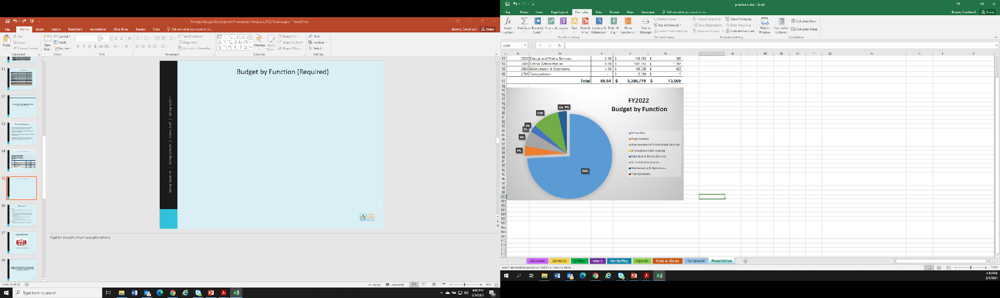 Principal Budget Development Presentation Template_FY22 Toomer.pptx - PowerPoint
File Home Insert Design Transitions Animations Slide Show Review View Tell me what you want to do...
Brown, Caroline E. Share
Paste
Cut
Copy
Format Painter
Clipboard
New Slide
Layout
Reset
Section
Slides
9
Font
Paragraph
Text Direction
Align Text
Convert to SmartArt
Arrange
Quick Styles
Shape Fill
Shape Outline
Shape Effects
Drawing
Find
Replace
Select
Editing
11
12
13
14
15
16
17
Questions?
18
Budget by Function (Required)
Strong Students | Strong Schools | Strong Staff | Strong System
Explain the pie chart and allocations
Slide 15 of 26
Notes Comments 90%
Type here to search
4:39 PM
2/3/2021
20
practice 1.xlsx - Excel
File Home Insert Page Layout Formulas Data Review View Developer Tell me what you want to do...
Brown, Caroline E. Share
Insert Function
AutoSum
Recently Used
Financial
Logical
Text
Date & Time
Lookup & Reference
Math & Trig
More Functions
Function Library
Name Manager
Define Name
Use in Formula
Create from Selection
Defined Names
Trace Precedents
Trace Dependents
Remove Arrows
Show Formulas
Error Checking
Evaluate Formula
Formula Auditing
Watch Window
Calculation Options
Calculate Now
Calculate Sheet
Calculation
J100 fx
13 2220 Educational Media Services 2.00 $ 150,782 $ 380
14 2400 School Administration 6.00 $ 541,854 $ 1,365
15 2600 Maintenance & Operations 4.00 $ 180,026 $ 453
16 2700 Transportation - $ 2,000 $ 5
17 Total 66.54 $ 5,386,719 $ 13,569
FY2022
Budget by Function
3% 0%
10%
3%
0%
6%
4%
74%
Instruction
Pupil Services
Improvement of Instructional Services
Instructional Staff Training
Educational Media Services
School Administration
Maintenance & Operations
Transportation
Allocation Summary Staffing Hourly NonStaffing Stipends Tools & Checks Turnaround Presentation
Select destination and press ENTER or choose Paste
100%
4:39 PM
2/3/2021